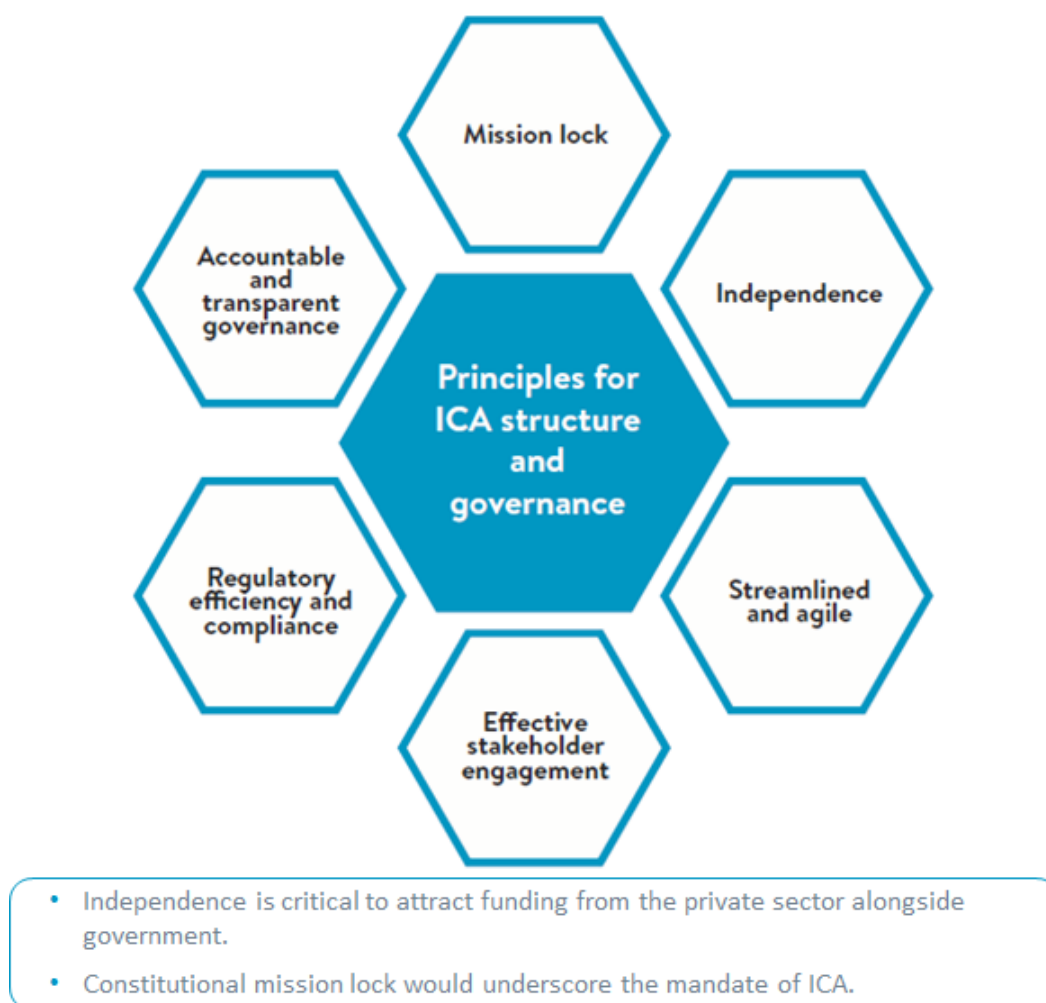 Mission lock
Accountable
and
transparent
governance
Independence
Principles for
ICA structure
and
governance
Regulatory
efficiency and
compliance
Streamlined
and agile
Effective
stakeholder
engagement
• Independence is critical to attract funding from the private sector alongside
government.
• Constitutional mission lock would underscore the mandate of ICA.